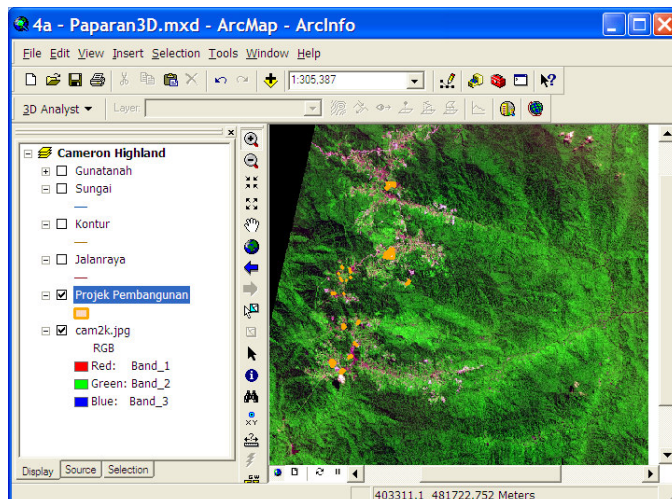 4a - Paparan3D.mxd - ArcMap - ArcInfo
File Edit View Insert Selection Tools Window Help
1:305,387
3D Analyst Layer:
Cameron Highland
Gunatanah
Sungai
Kontur
Jalanraya
Projek Pembangunan
cam2k.jpg
RGB
Red: Band_1
Green: Band_2
Blue: Band_3
XY
Display Source Selection
403311.1 481722.752 Meters